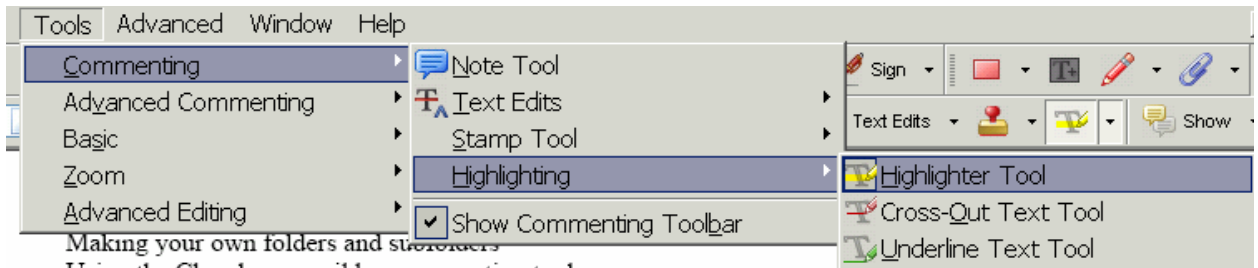 Tools Advanced Window Help
Commenting
Advanced Commenting
Basic
Zoom
Advanced Editing
Note Tool
Text Edits
Stamp Tool
Highlighting
Show Commenting Toolbar
Sign
Text Edits
Show
Highlighter Tool
Cross-Out Text Tool
Underline Text Tool
Making your own folders and subfolders